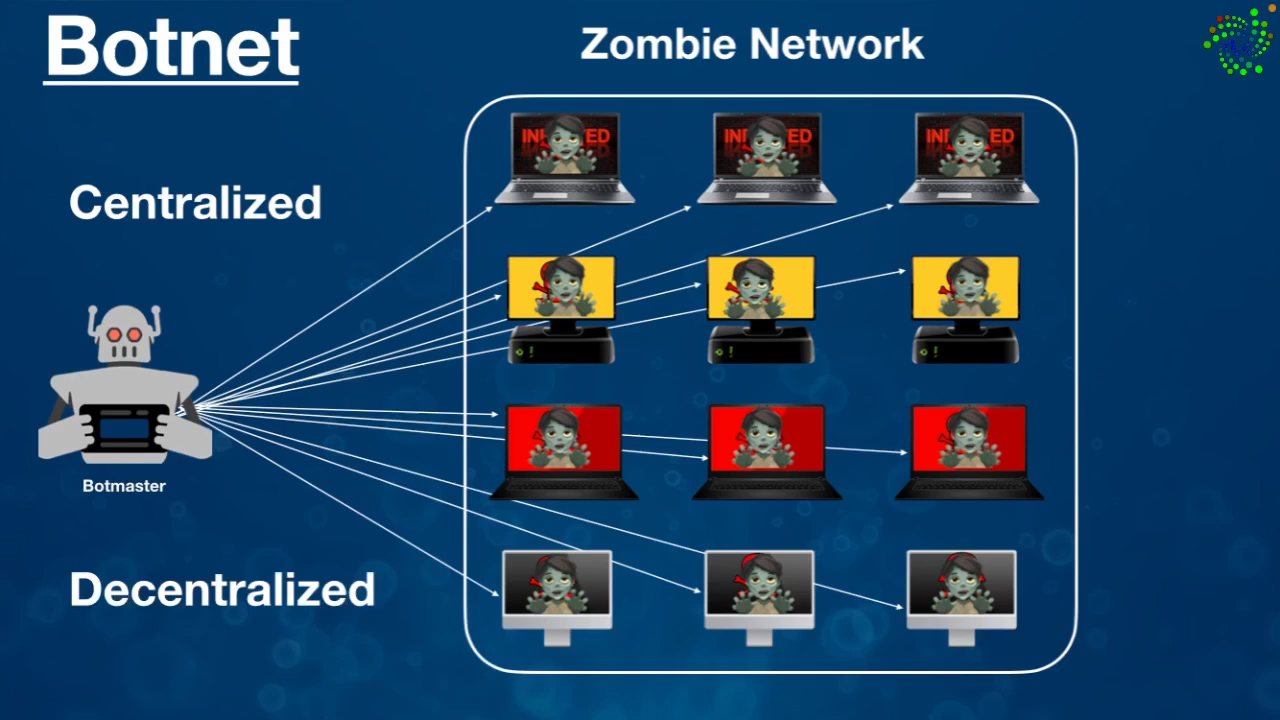 Botnet
Zombie Network
Centralized
Botmaster
Decentralized